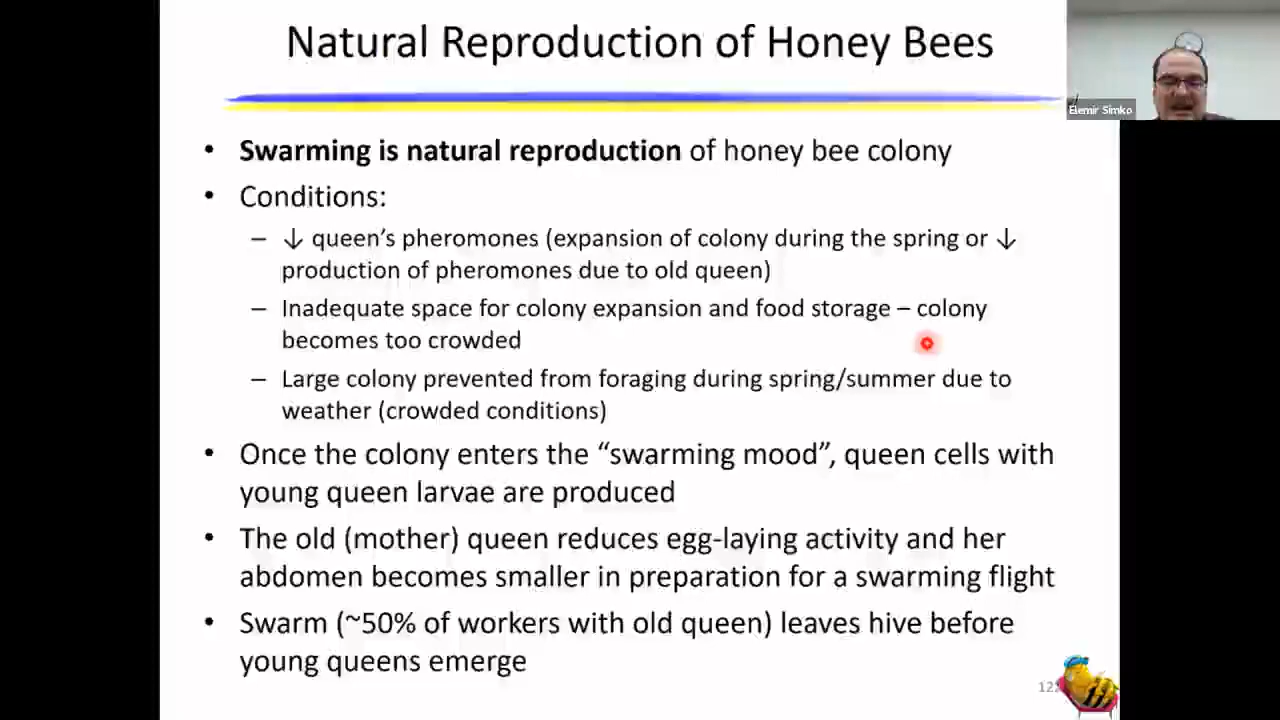 Natural Reproduction of Honey Bees
Elemir Simko
• Swarming is natural reproduction of honey bee colony
• Conditions:
– ↓ queen’s pheromones (expansion of colony during the spring or ↓
production of pheromones due to old queen)
– Inadequate space for colony expansion and food storage – colony
becomes too crowded
– Large colony prevented from foraging during spring/summer due to
weather (crowded conditions)
• Once the colony enters the “swarming mood”, queen cells with
young queen larvae are produced
• The old (mother) queen reduces egg-laying activity and her
abdomen becomes smaller in preparation for a swarming flight
• Swarm (~50% of workers with old queen) leaves hive before
young queens emerge